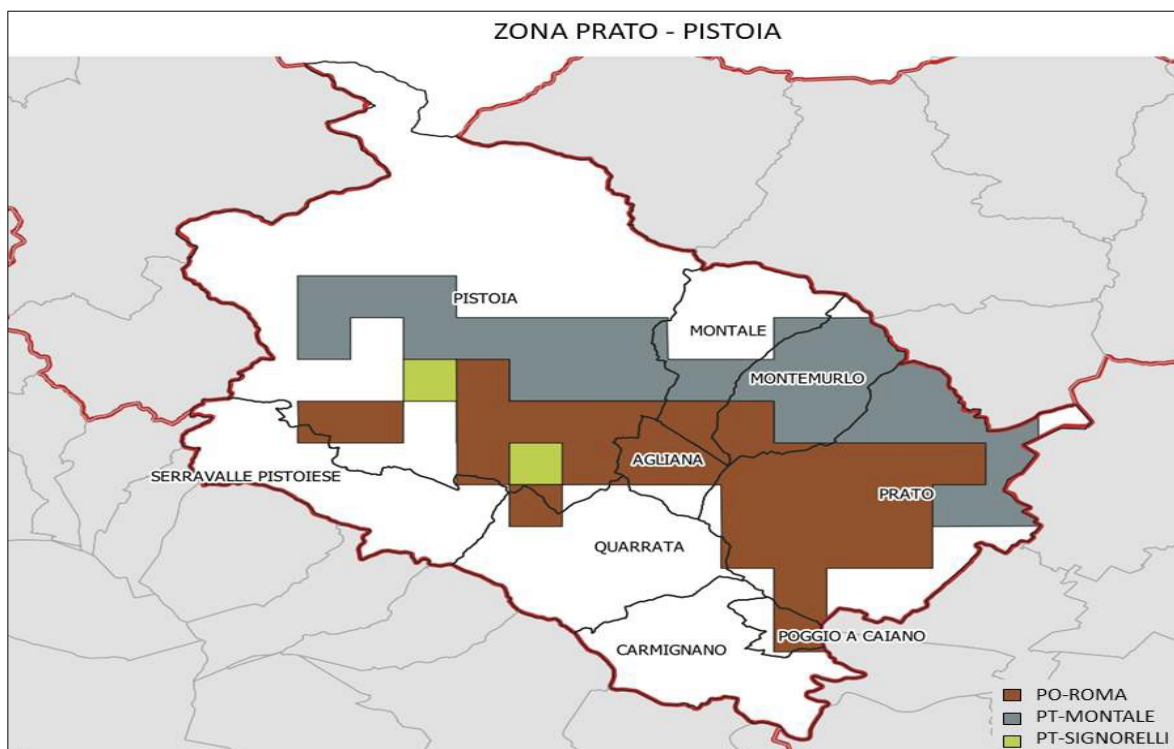 ZONA PRATO - PISTOIA
PISTOIA
MONTALE
MONTEMURLO
AGLIANA
SERRAVALLE PISTOIESE
PRATO
QUARRATA
POGGIO A CAIANO
CARMIGNANO
PO-ROMA
PT-MONTALE
PT-SIGNORELLI